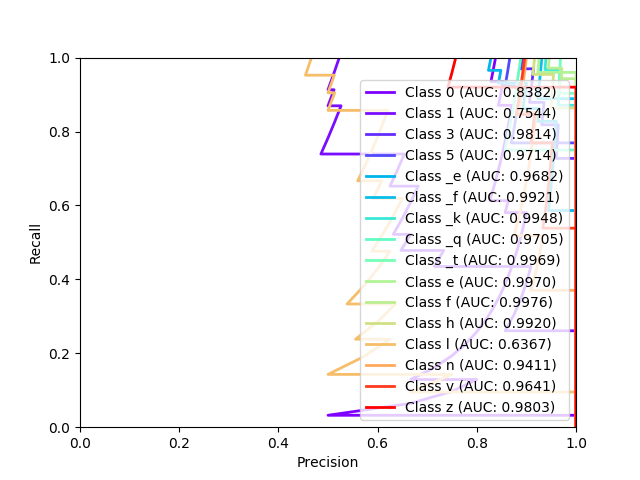 1.0
0.8
0.6
0.4
0.2
0.0
Recall
Class 0 (AUC: 0.8382)
Class 1 (AUC: 0.7544)
Class 3 (AUC: 0.9814)
Class 5 (AUC: 0.9714)
Class _e (AUC: 0.9682)
Class _f (AUC: 0.9921)
Class _k (AUC: 0.9948)
Class _q (AUC: 0.9705)
Class _t (AUC: 0.9969)
Class e (AUC: 0.9970)
Class f (AUC: 0.9976)
Class h (AUC: 0.9920)
Class l (AUC: 0.6367)
Class n (AUC: 0.9411)
Class v (AUC: 0.9641)
Class z (AUC: 0.9803)
0.0 0.2 0.4 0.6 0.8 1.0
Precision